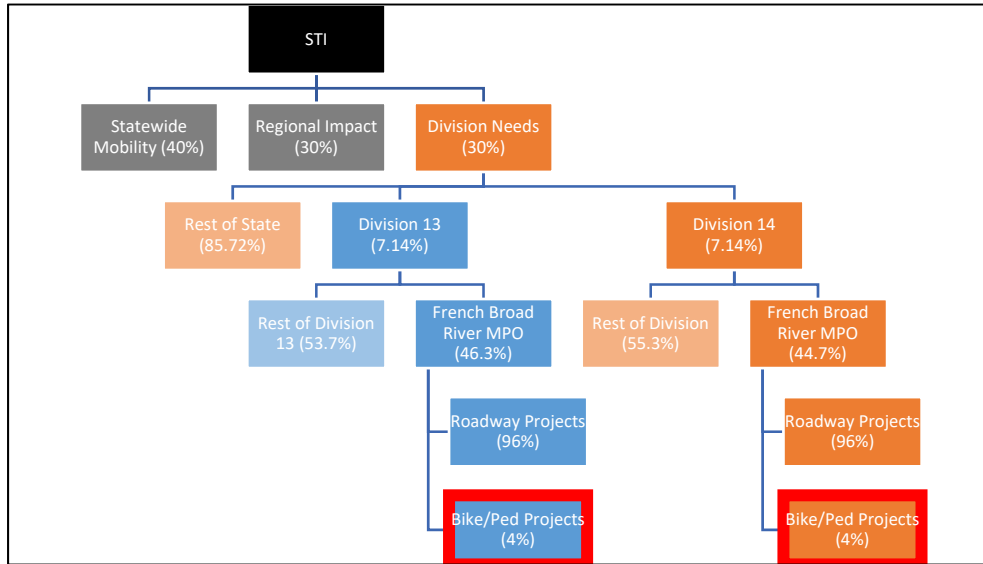 STI
Statewide
Mobility (40%)
Regional Impact
(30%)
Division Needs
(30%)
Rest of State
(85.72%)
Division 13
(7.14%)
Division 14
(7.14%)
Rest of Division
13 (53.7%)
French Broad
River MPO
(46.3%)
Rest of Division
(55.3%)
French Broad
River MPO
(44.7%)
Roadway Projects
(96%)
Roadway Projects
(96%)
Bike/Ped Projects
(4%)
Bike/Ped Projects
(4%)